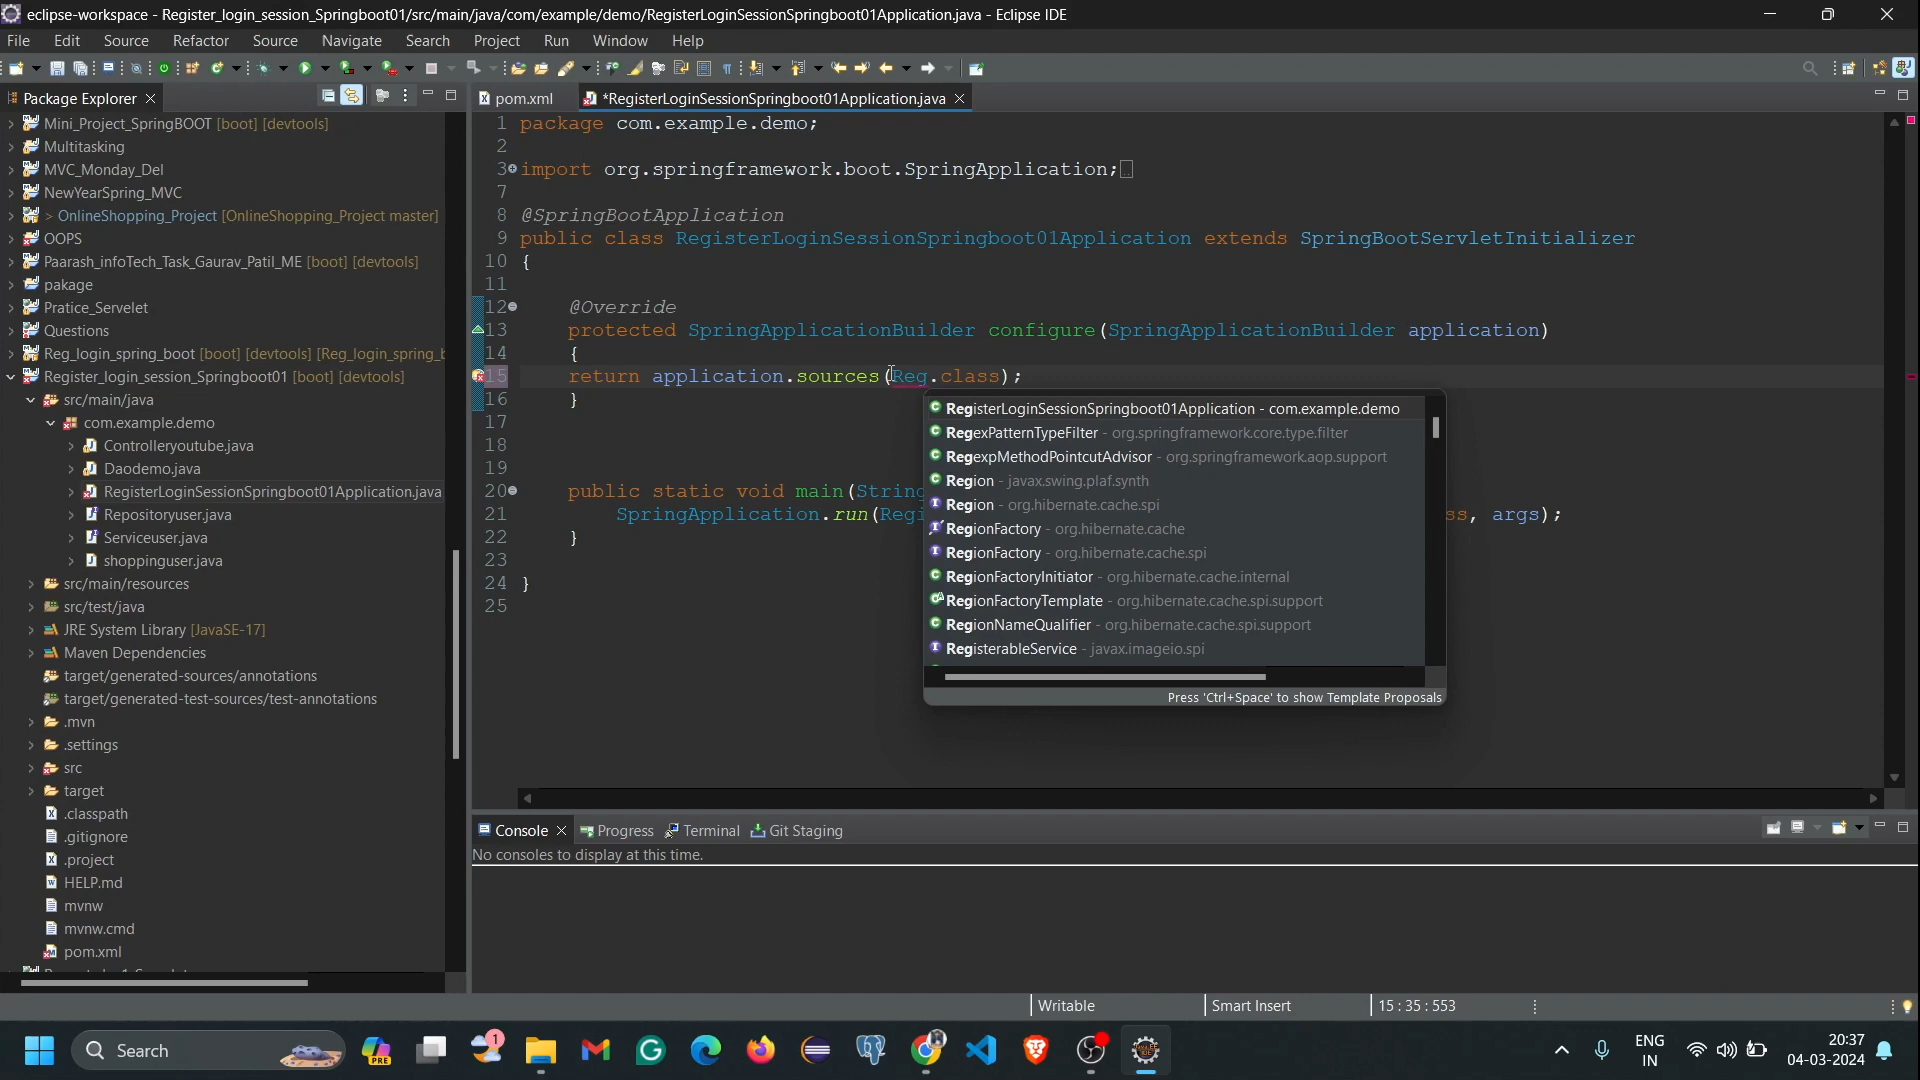 eclipse-workspace - Register_login_session_Springboot01/src/main/java/com/example/demo/RegisterLoginSessionSpringboot01Application.java - Eclipse IDE
File Edit Source Refactor Source Navigate Search Project Run Window Help
Package Explorer
pom.xml *RegisterLoginSessionSpringboot01Application.java
Mini_Project_SpringBOOT [boot] [devtools]
Multitasking
MVC_Monday_Del
NewYearSpring_MVC
> OnlineShopping_Project [OnlineShopping_Project master]
OOPS
Paarash_infoTech_Task_Gaurav_Patil_ME [boot] [devtools]
pakage
Pratice_Servelet
Questions
Reg_login_spring_boot [boot] [devtools] [Reg_login_spring_b
Register_login_session_Springboot01 [boot] [devtools]
src/main/java
com.example.demo
Controlleryoutube.java
Daodemo.java
RegisterLoginSessionSpringboot01Application.java
Repositoryuser.java
Serviceuser.java
shoppinguser.java
src/main/resources
src/test/java
JRE System Library [JavaSE-17]
Maven Dependencies
target/generated-sources/annotations
target/generated-test-sources/test-annotations
.mvn
.settings
src
target
.classpath
.gitignore
.project
HELP.md
mvnw
mvnw.cmd
pom.xml
1 package com.example.demo;
2
3 import org.springframework.boot.SpringApplication;
7
8 @SpringBootApplication
9 public class RegisterLoginSessionSpringboot01Application extends SpringBootServletInitializer
10 {
11
12 @Override
13 protected SpringApplicationBuilder configure(SpringApplicationBuilder application)
14 {
15 return application.sources(Reg.class);
16 }
17
18
19
20 public static void main(String
21 SpringApplication.run(Regi ss, args);
22 }
23
24 }
25
RegisterLoginSessionSpringboot01Application - com.example.demo
RegexPatternTypeFilter - org.springframework.core.type.filter
RegexpMethodPointcutAdvisor - org.springframework.aop.support
Region - javax.swing.plaf.synth
Region - org.hibernate.cache.spi
RegionFactory - org.hibernate.cache
RegionFactory - org.hibernate.cache.spi
RegionFactoryInitiator - org.hibernate.cache.internal
RegionFactoryTemplate - org.hibernate.cache.spi.support
RegionNameQualifier - org.hibernate.cache.spi.support
RegisterableService - javax.imageio.spi
Press 'Ctrl+Space' to show Template Proposals
Console Progress Terminal Git Staging
No consoles to display at this time.
Writable Smart Insert 15 : 35 : 553
Search
PRE
1
ENG
IN
20:37
04-03-2024